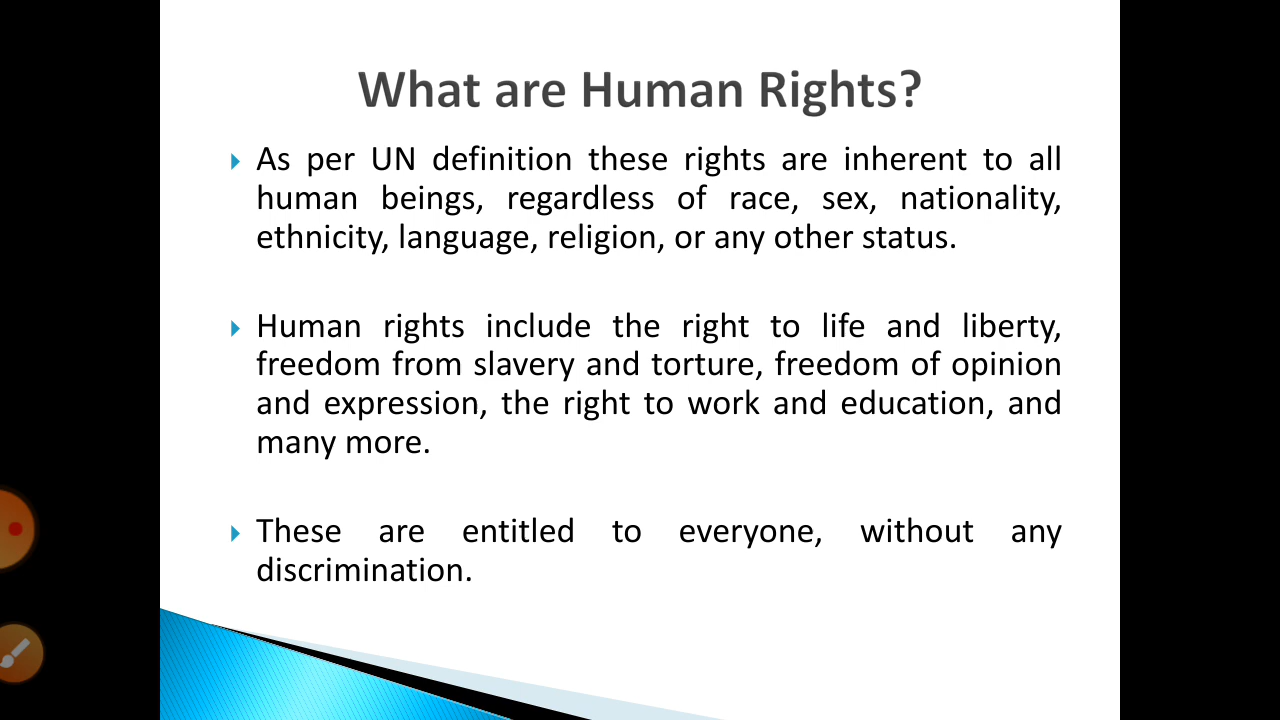 What are Human Rights?
As per UN definition these rights are inherent to all
human beings, regardless of race, sex, nationality,
ethnicity, language, religion, or any other status.
Human rights include the right to life and liberty,
freedom from slavery and torture, freedom of opinion
and expression, the right to work and education, and
many more.
These are entitled to everyone, without any
discrimination.